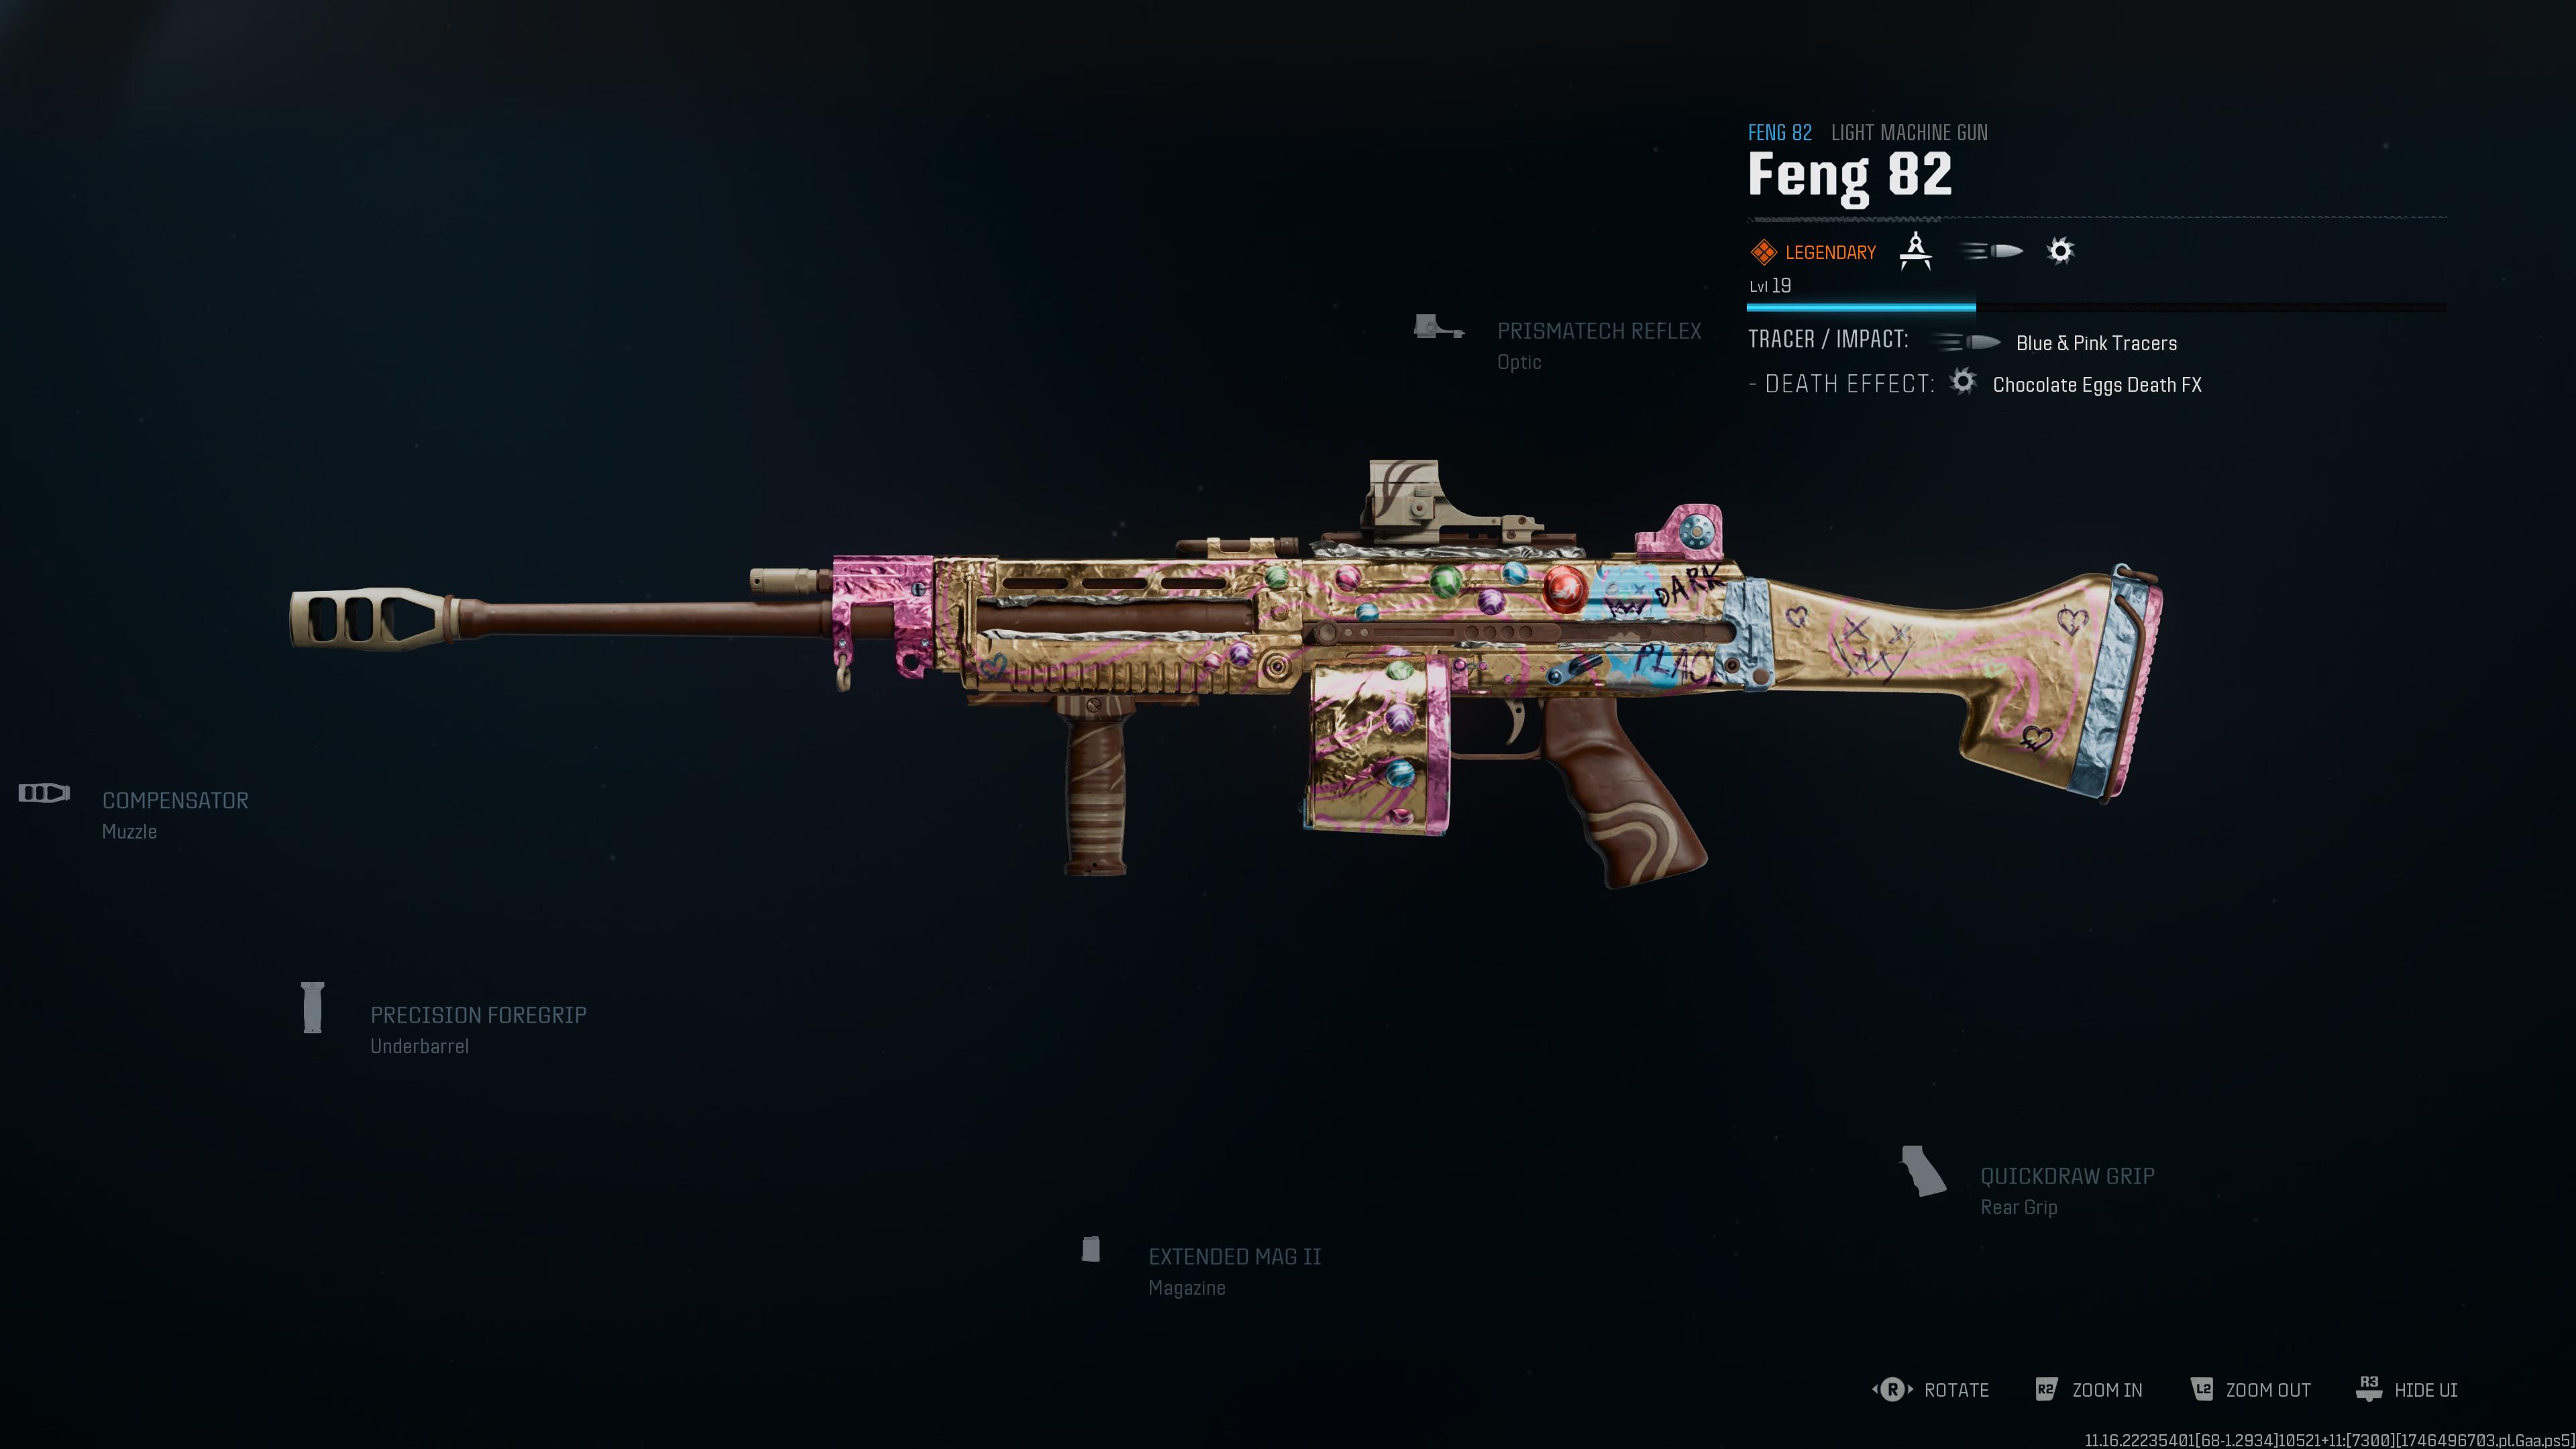 FENG 82 LIGHT MACHINE GUN
Feng 82
LEGENDARY
Lvl 19
TRACER / IMPACT: Blue & Pink Tracers
- DEATH EFFECT: Chocolate Eggs Death FX
PRISMATECH REFLEX
Optic
DARK
PLACE
COMPENSATOR
Muzzle
PRECISION FOREGRIP
Underbarrel
QUICKDRAW GRIP
Rear Grip
EXTENDED MAG II
Magazine
R ROTATE R2 ZOOM IN L2 ZOOM OUT R3 HIDE UI
11.16.22235401[68-1.2934]10521+11:[7300][1746496703.pl.Gaa.ps5]